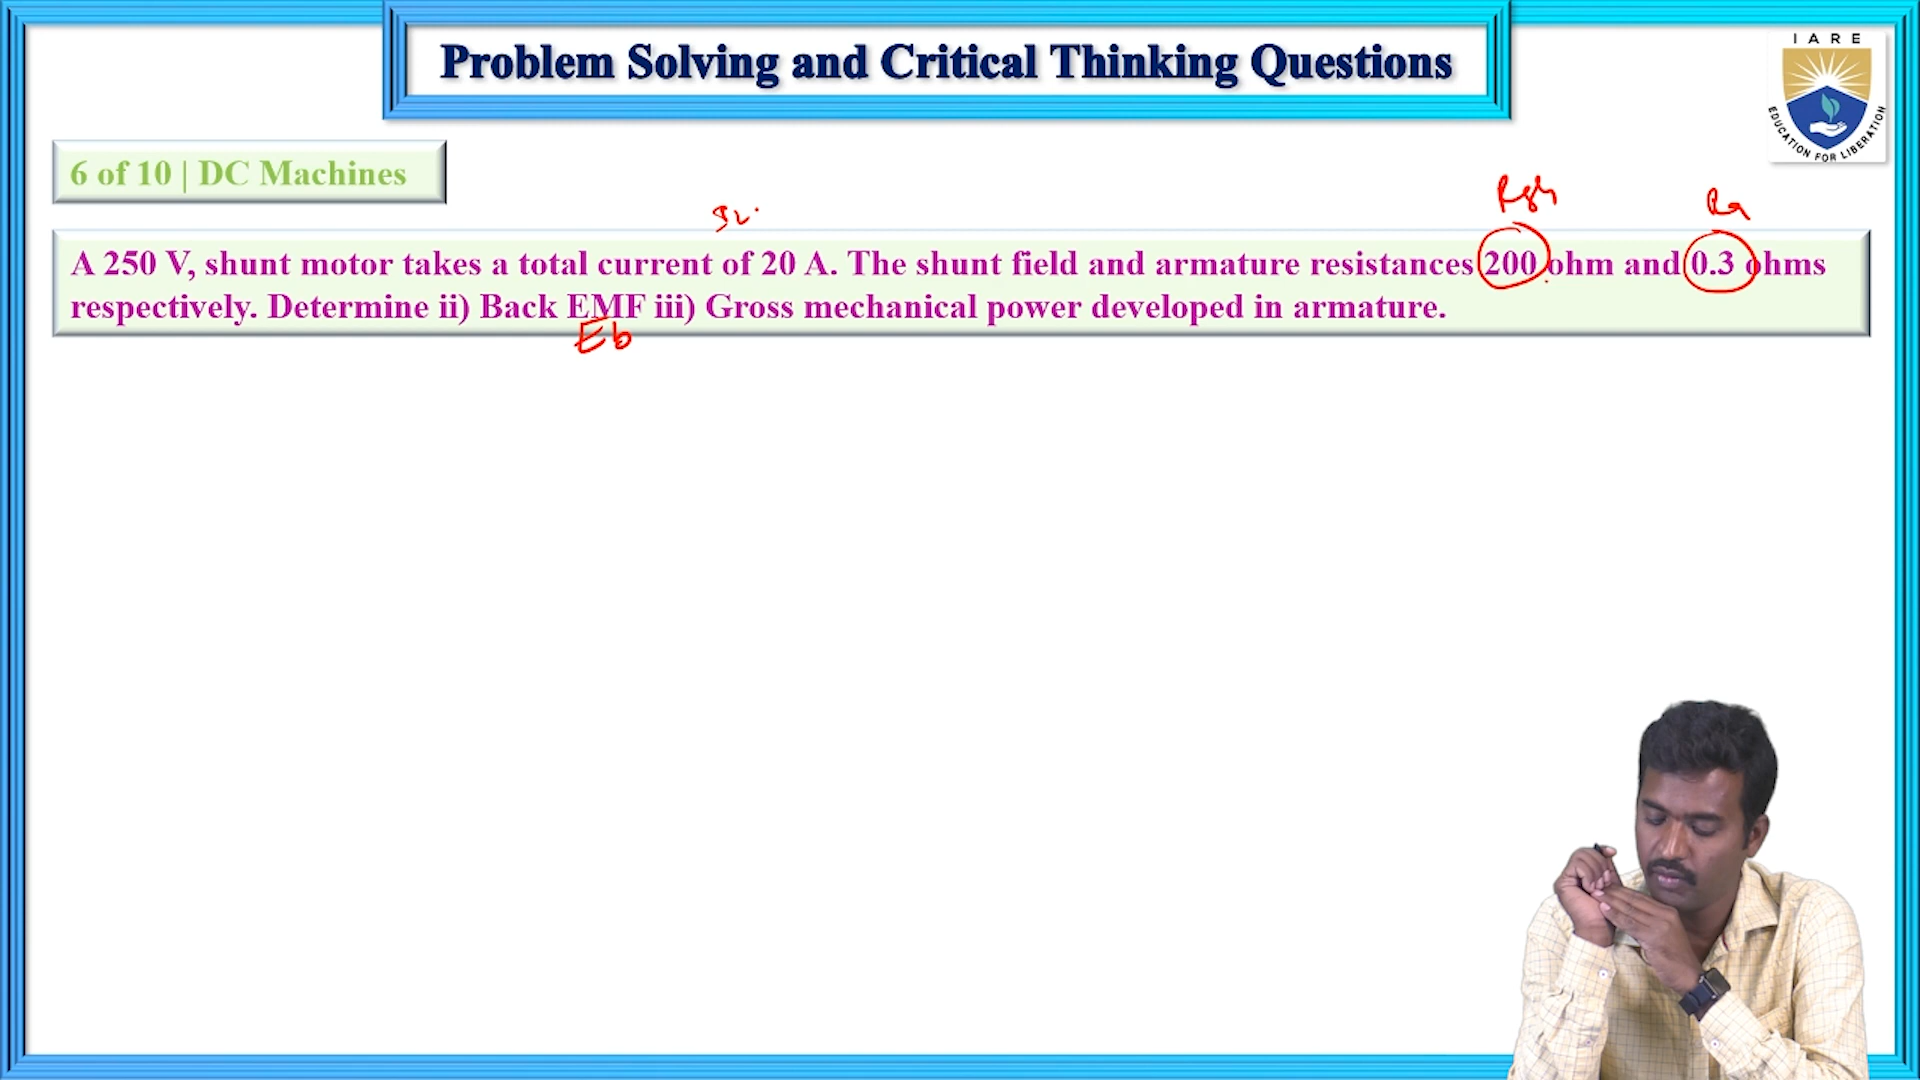 Problem Solving and Critical Thinking Questions
I A R E
EDUCATION FOR LIBERATION
6 of 10 | DC Machines
IL
Rsh
Ra
A 250 V, shunt motor takes a total current of 20 A. The shunt field and armature resistances 200 ohm and 0.3 ohms
respectively. Determine ii) Back EMF iii) Gross mechanical power developed in armature.
Eb